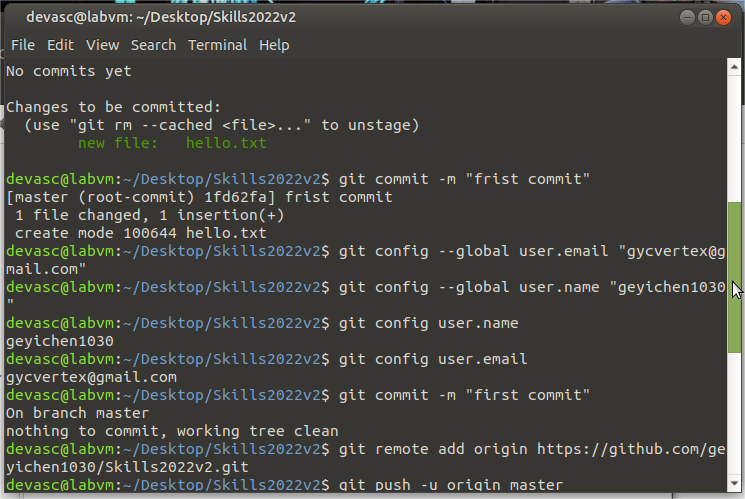 devasc@labvm: ~/Desktop/Skills2022v2
File Edit View Search Terminal Help
No commits yet
Changes to be committed:
  (use "git rm --cached <file>..." to unstage)
        new file:   hello.txt
devasc@labvm:~/Desktop/Skills2022v2$ git commit -m "frist commit"
[master (root-commit) 1fd62fa] frist commit
 1 file changed, 1 insertion(+)
 create mode 100644 hello.txt
devasc@labvm:~/Desktop/Skills2022v2$ git config --global user.email "gycvertex@g
mail.com"
devasc@labvm:~/Desktop/Skills2022v2$ git config --global user.name "geyichen1030
"
devasc@labvm:~/Desktop/Skills2022v2$ git config user.name
geyichen1030
devasc@labvm:~/Desktop/Skills2022v2$ git config user.email
gycvertex@gmail.com
devasc@labvm:~/Desktop/Skills2022v2$ git commit -m "first commit"
On branch master
nothing to commit, working tree clean
devasc@labvm:~/Desktop/Skills2022v2$ git remote add origin https://github.com/ge
yichen1030/Skills2022v2.git
devasc@labvm:~/Desktop/Skills2022v2$ git push -u origin master